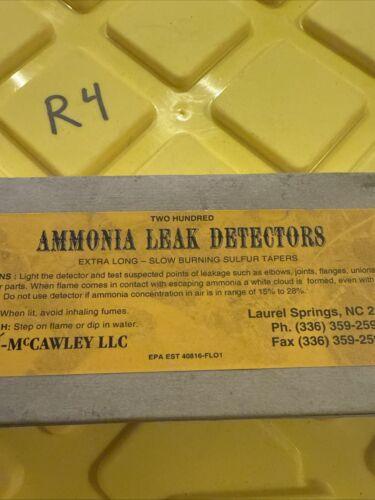 R4
TWO HUNDRED
AMMONIA LEAK DETECTORS
EXTRA LONG – SLOW BURNING SULFUR TAPERS
NS : Light the detector and test suspected points of leakage such as elbows, joints, flanges, unions
r parts. When flame comes in contact with escaping ammonia a white cloud is formed, even with
Do not use detector if ammonia concentration in air is in range of 15% to 28%.
When lit, avoid inhaling fumes.
H: Step on flame or dip in water.
-McCAWLEY LLC
Laurel Springs, NC 2
Ph. (336) 359-259
Fax (336) 359-259
EPA EST 40816-FLO1